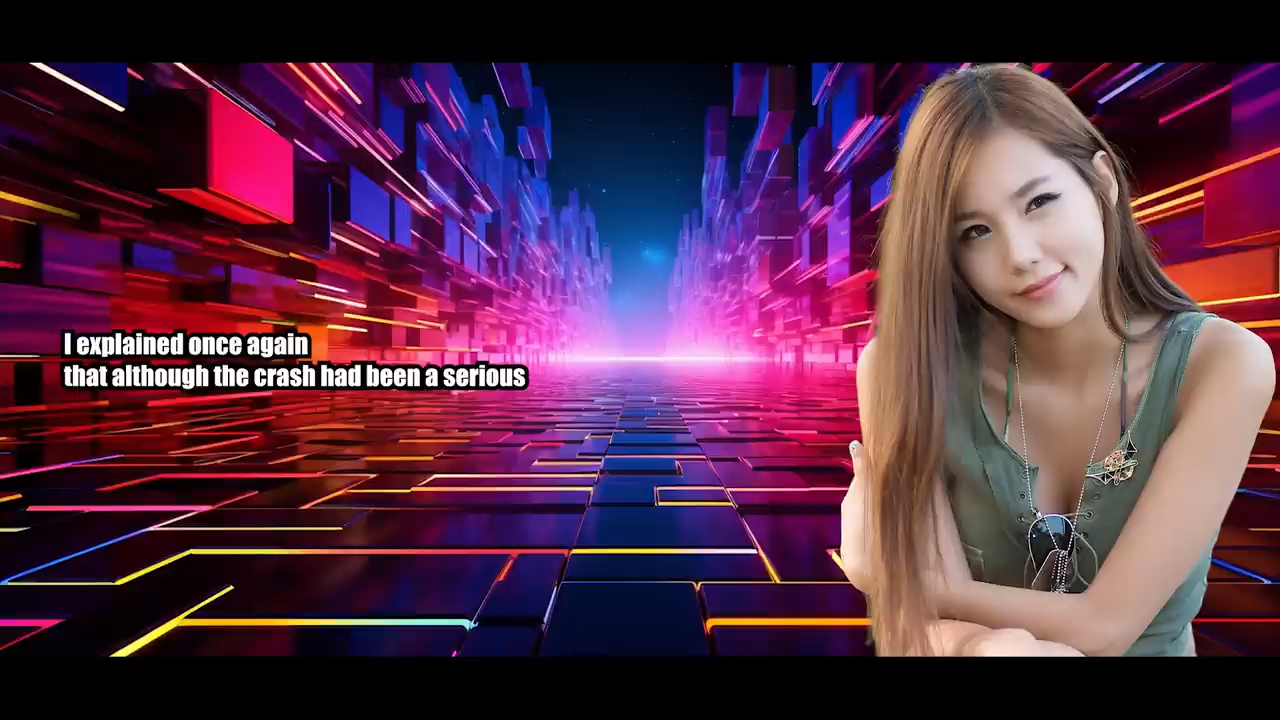 I explained once again
that although the crash had been a serious